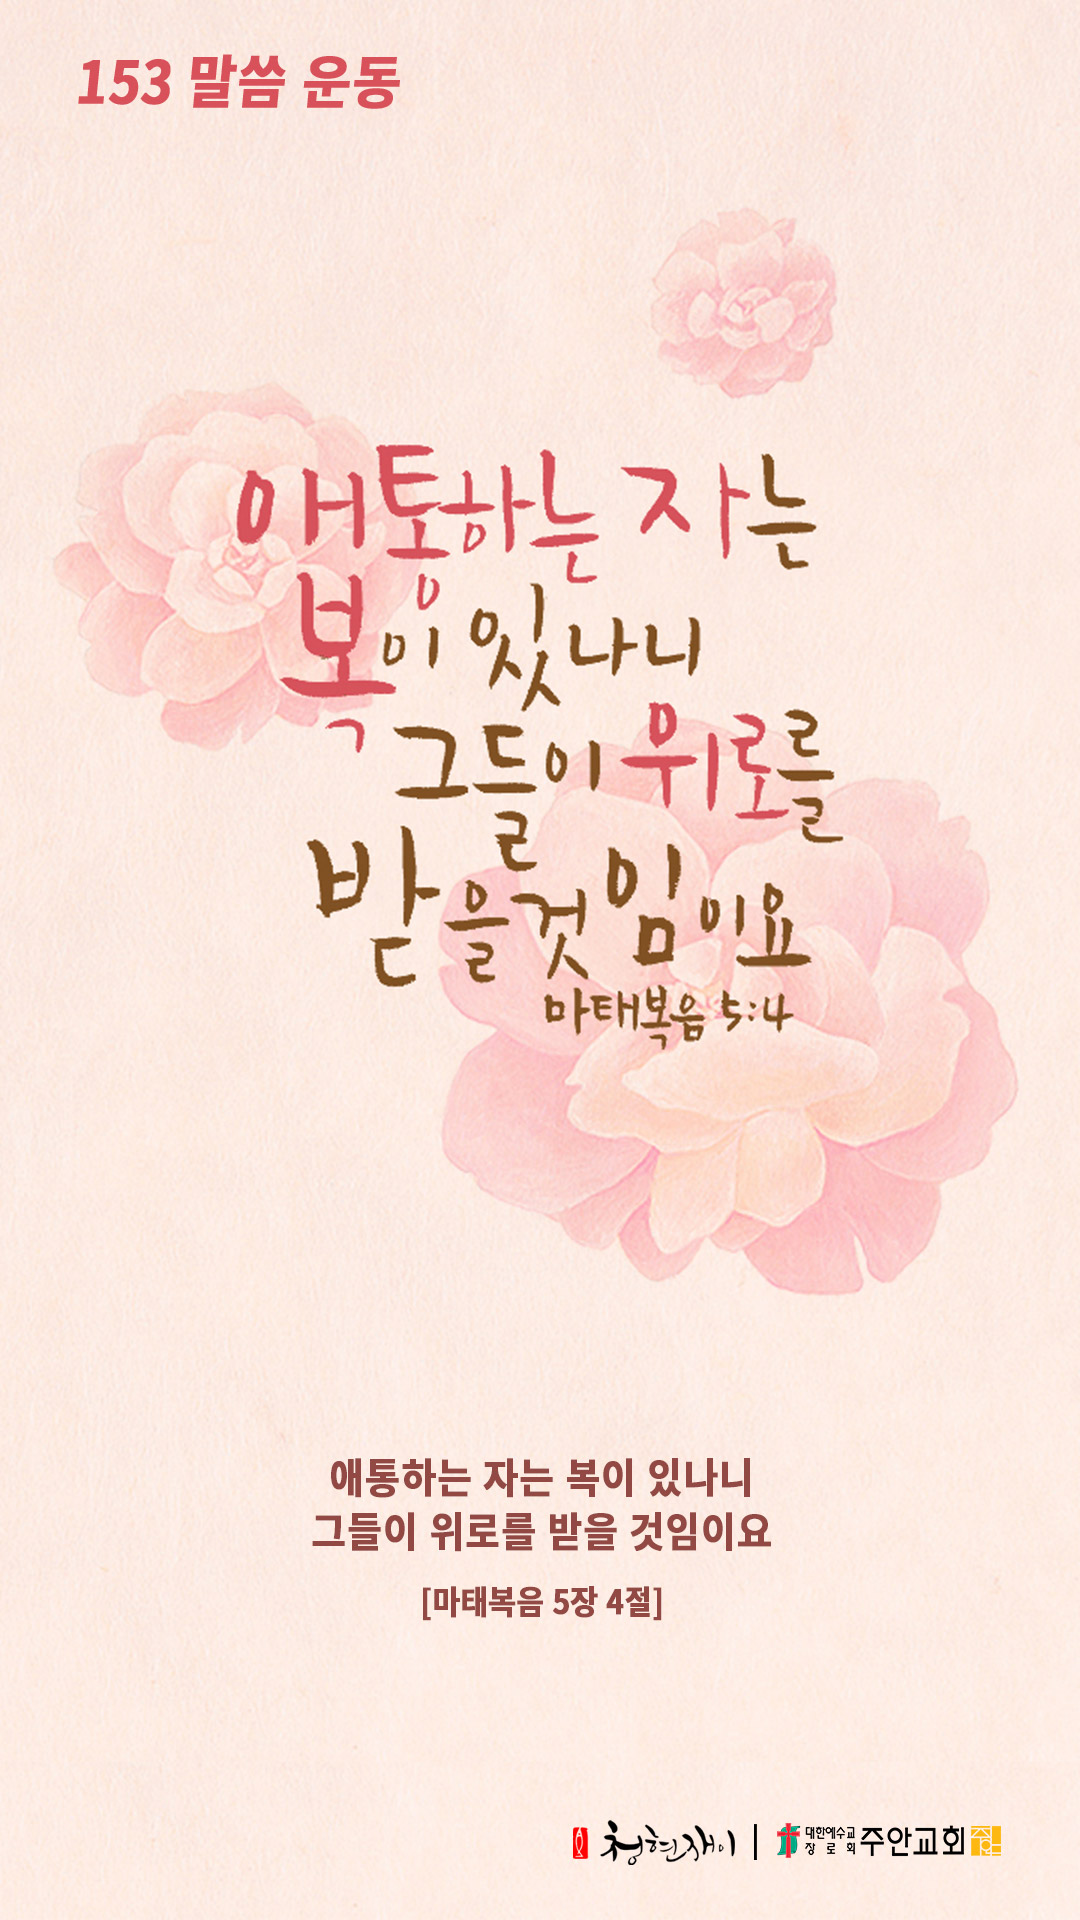 153 말씀 운동
애통하는 자는
복이 있나니
그들이 위로를
받을 것임이요
마태복음 5:4
애통하는 자는 복이 있나니
그들이 위로를 받을 것임이요
[마태복음 5장 4절]
청현재이 | 대한예수교장로회 주안교회